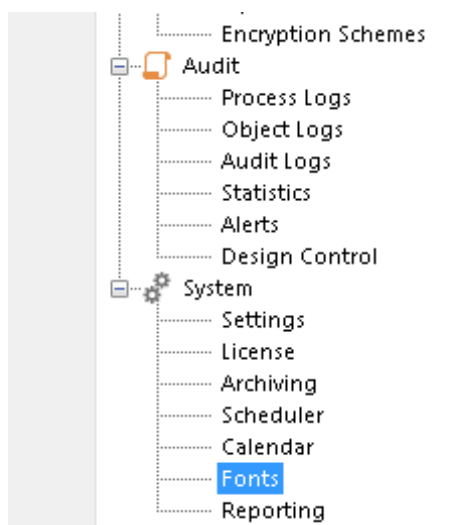 Encryption Schemes
Audit
Process Logs
Object Logs
Audit Logs
Statistics
Alerts
Design Control
System
Settings
License
Archiving
Scheduler
Calendar
Fonts
Reporting